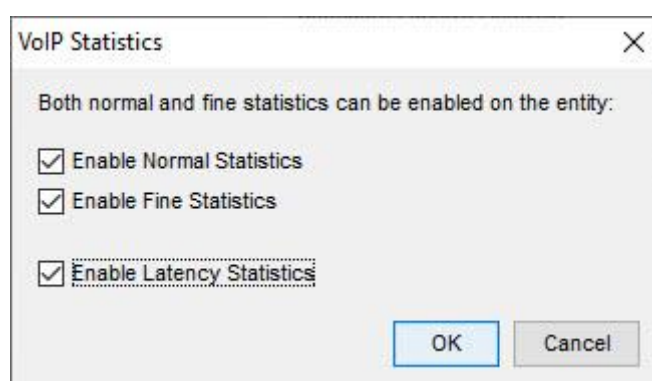 VoIP Statistics
Both normal and fine statistics can be enabled on the entity:
Enable Normal Statistics
Enable Fine Statistics
Enable Latency Statistics
OK Cancel